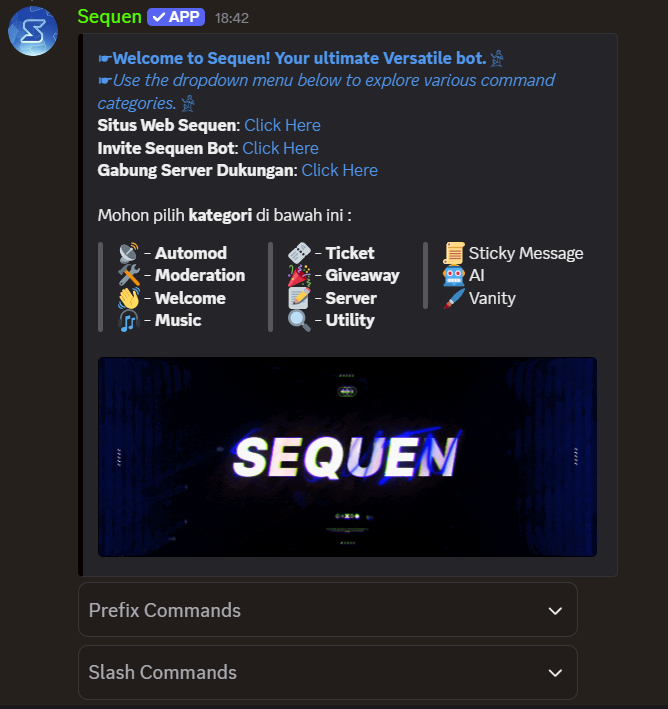 Sequen ✓ APP 18:42
☛Welcome to Sequen! Your ultimate Versatile bot.
☛Use the dropdown menu below to explore various command
categories.
Situs Web Sequen: Click Here
Invite Sequen Bot: Click Here
Gabung Server Dukungan: Click Here
Mohon pilih kategori di bawah ini :
📡 - Automod
🛠️ - Moderation
👋 - Welcome
🎧 - Music
🎟️ - Ticket
🎉 - Giveaway
📝 - Server
🔍 - Utility
📜 Sticky Message
🤖 AI
🖌️ Vanity
SEQUEN
Prefix Commands
Slash Commands